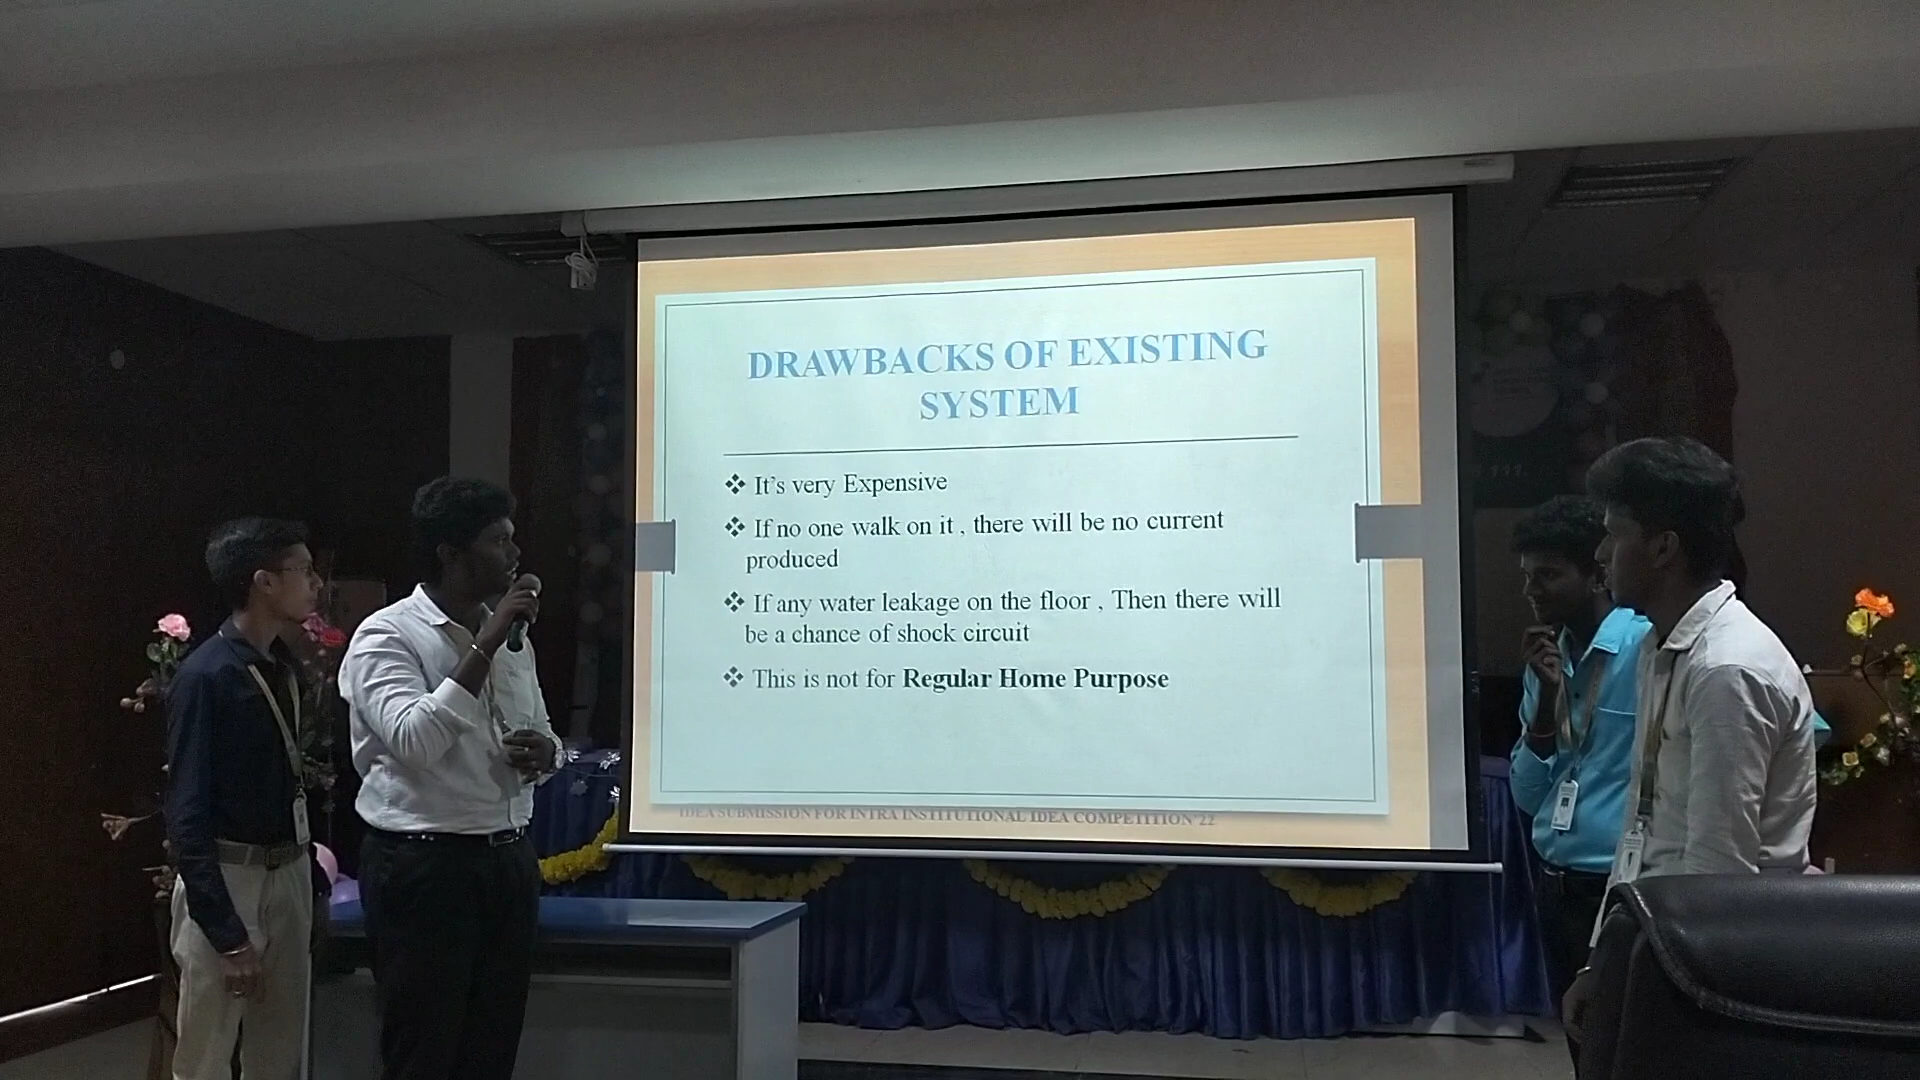 DRAWBACKS OF EXISTING
SYSTEM
❖ It's very Expensive
❖ If no one walk on it , there will be no current
produced
❖ If any water leakage on the floor , Then there will
be a chance of shock circuit
❖ This is not for Regular Home Purpose
IDEA SUBMISSION FOR INTRA INSTITUTIONAL IDEA COMPETITION'22